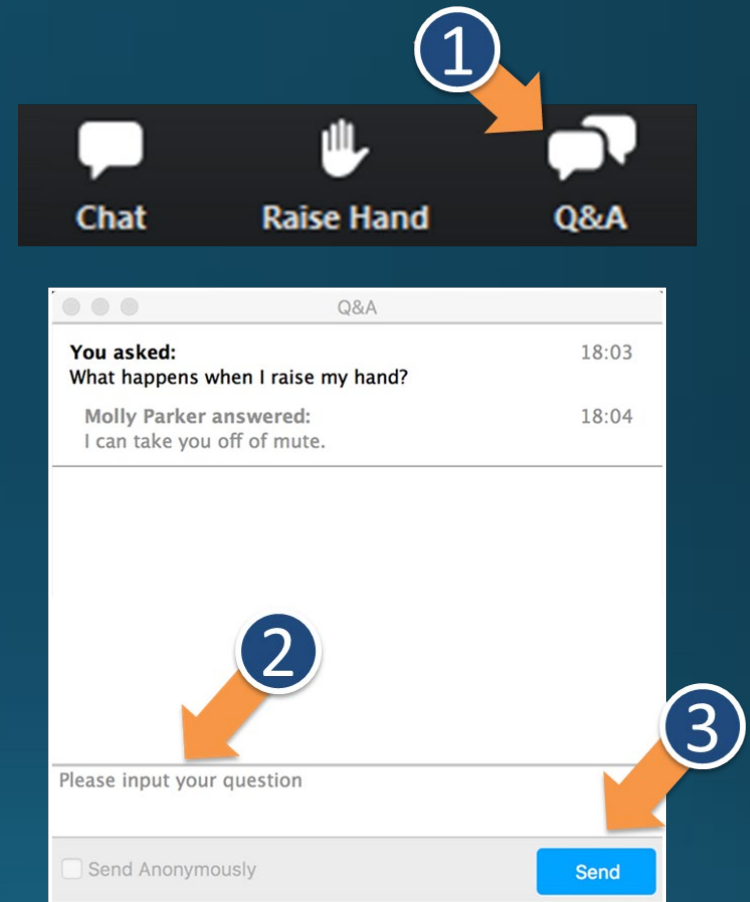 1
Chat Raise Hand Q&A
Q&A
You asked: 18:03
What happens when I raise my hand?
Molly Parker answered: 18:04
I can take you off of mute.
2
3
Please input your question
Send Anonymously Send